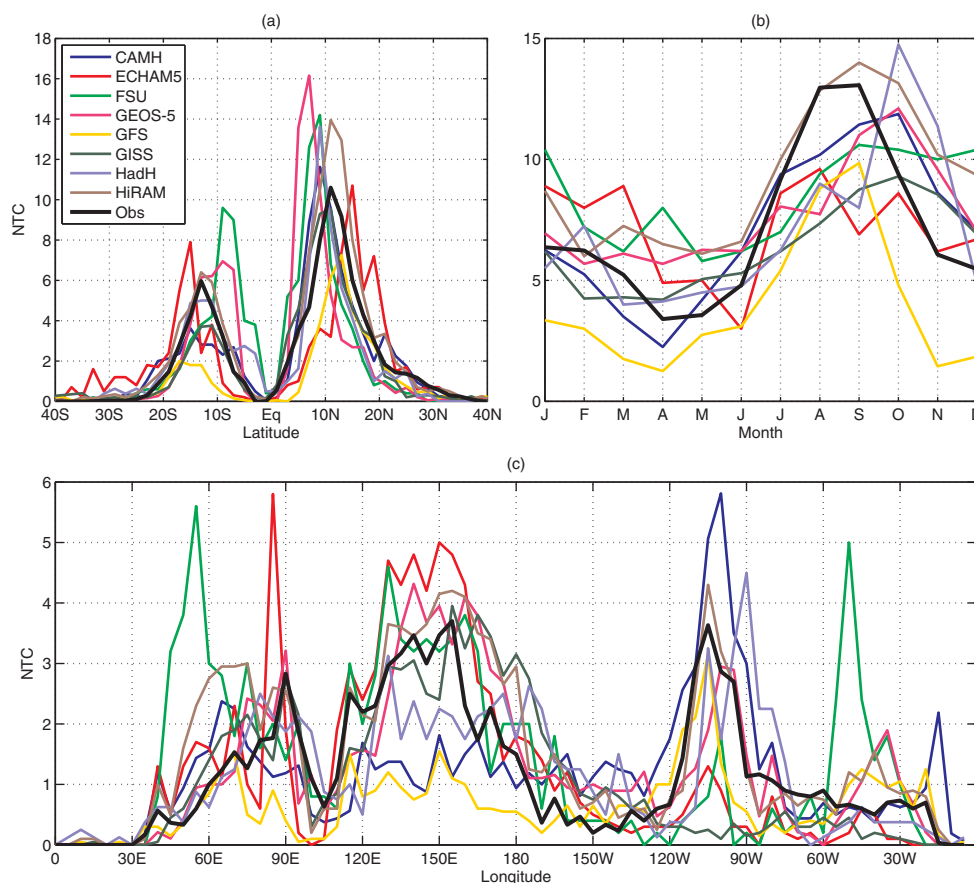 (a)
18
16
14
12
10
8
6
4
2
0
NTC
CAMH
ECHAM5
FSU
GEOS-5
GFS
GISS
HadH
HiRAM
Obs
40S 30S 20S 10S Eq 10N 20N 30N 40N
Latitude
(b)
15
10
5
0
J F M A M J J A S O N
Month
(c)
6
5
4
3
2
1
0
NTC
0 30E 60E 90E 120E 150E 180 150W 120W 90W 60W 30W
Longitude